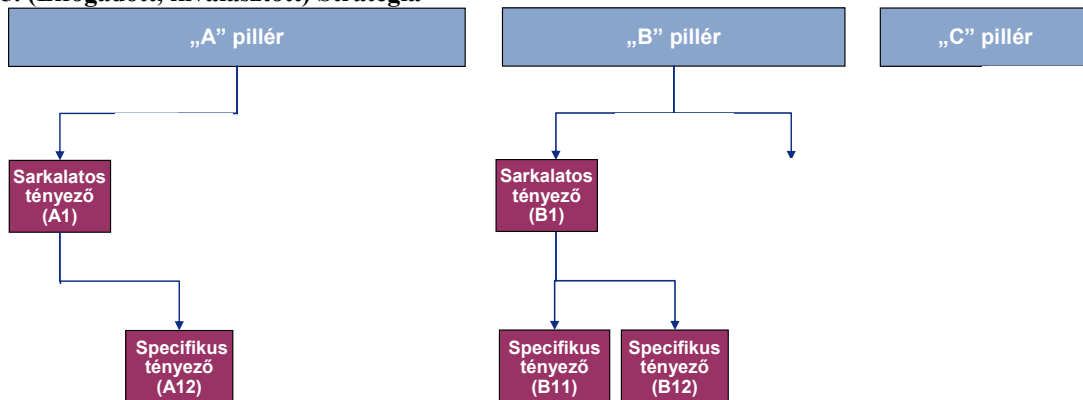 „A” pillér
„B” pillér
„C” pillér
Sarkalatos
tényező
(A1)
Sarkalatos
tényező
(B1)
Specifikus
tényező
(A12)
Specifikus
tényező
(B11)
Specifikus
tényező
(B12)